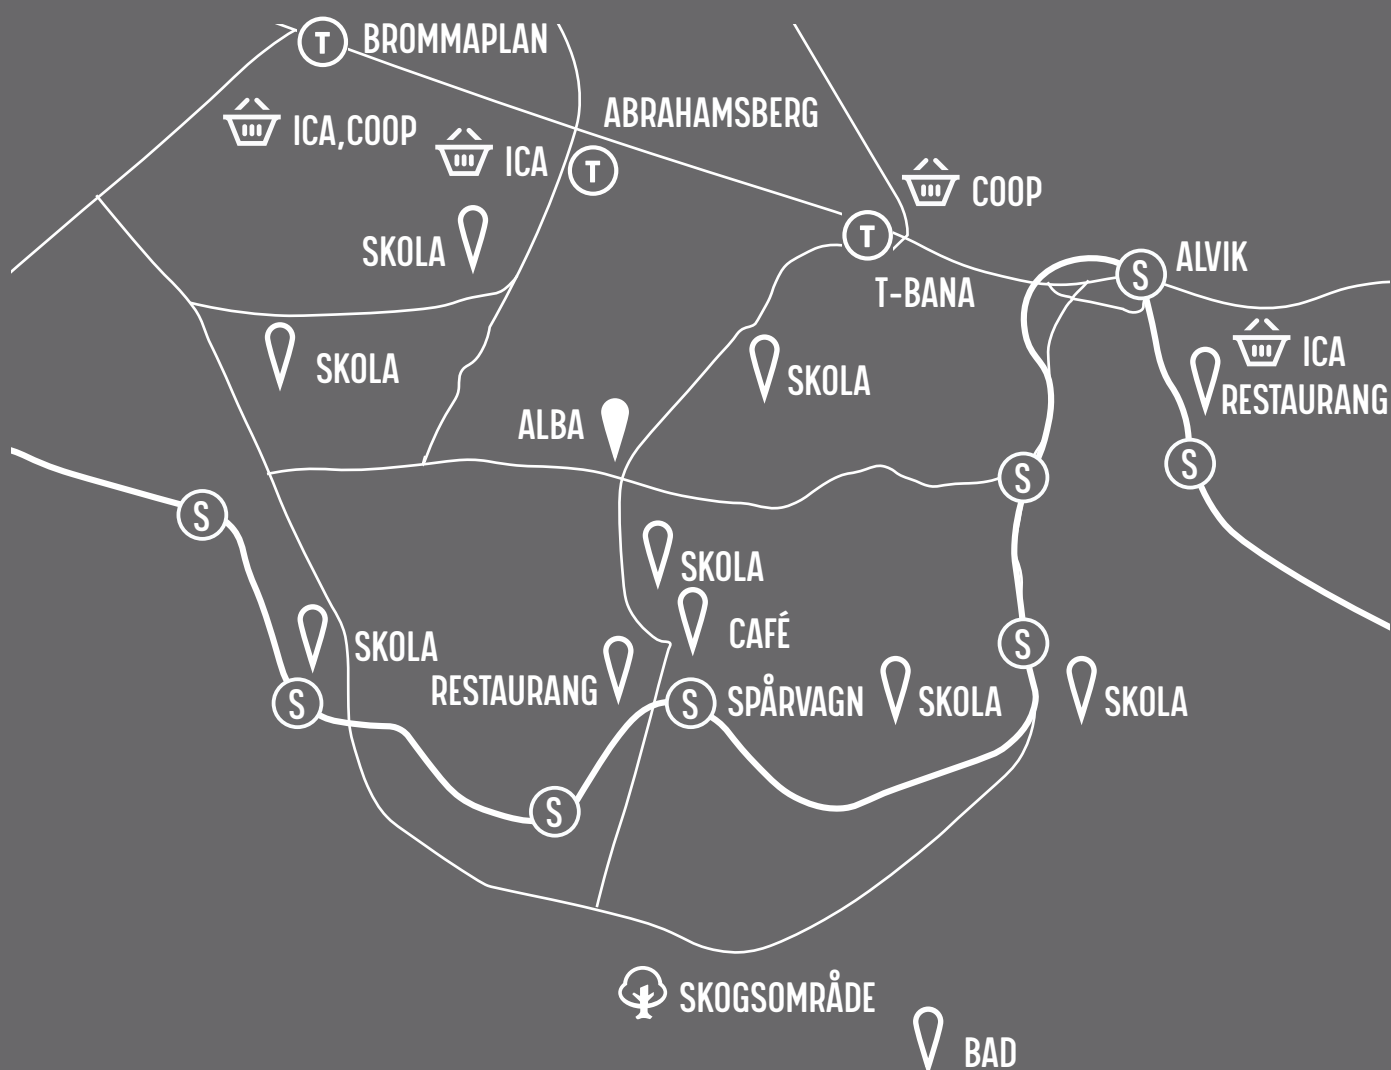 T BROMMAPLAN
ABRAHAMSBERG
ICA,COOP
ICA
T
COOP
SKOLA
T
T-BANA
S ALVIK
SKOLA
SKOLA
ICA
RESTAURANG
ALBA
S
S
S
SKOLA
CAFÉ
SKOLA
S
RESTAURANG
S
S SPÅRVAGN
SKOLA
SKOLA
S
SKOGSOMRÅDE
BAD